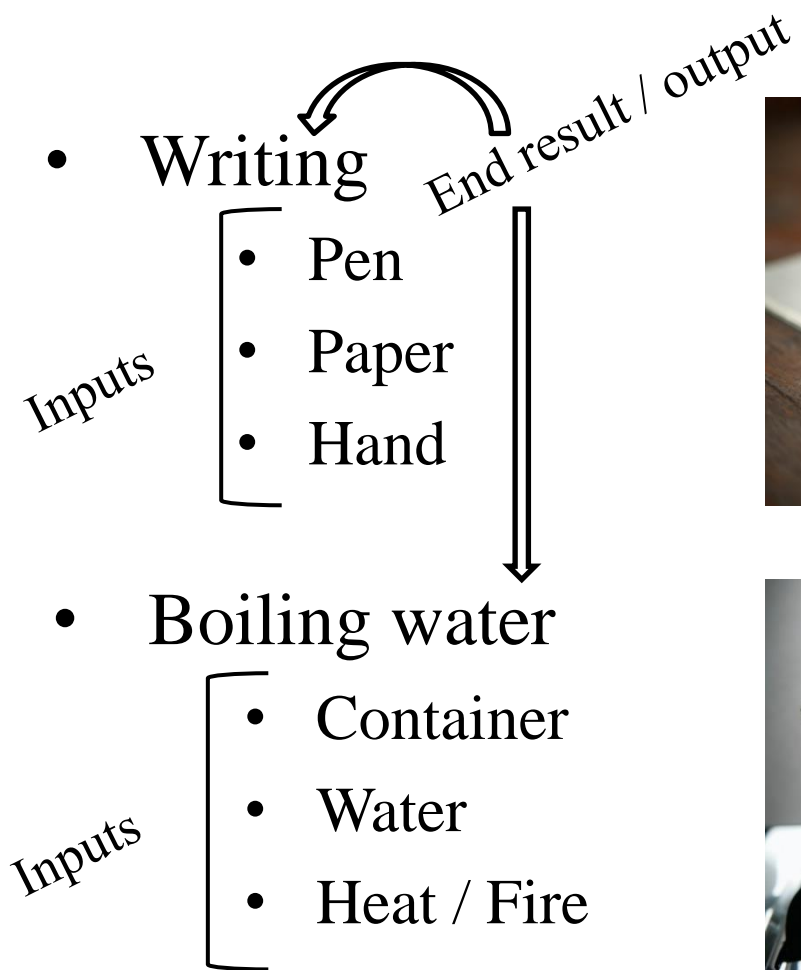 End result / output
• Writing
• Pen
• Paper
• Hand
Inputs
• Boiling water
• Container
• Water
• Heat / Fire
Inputs